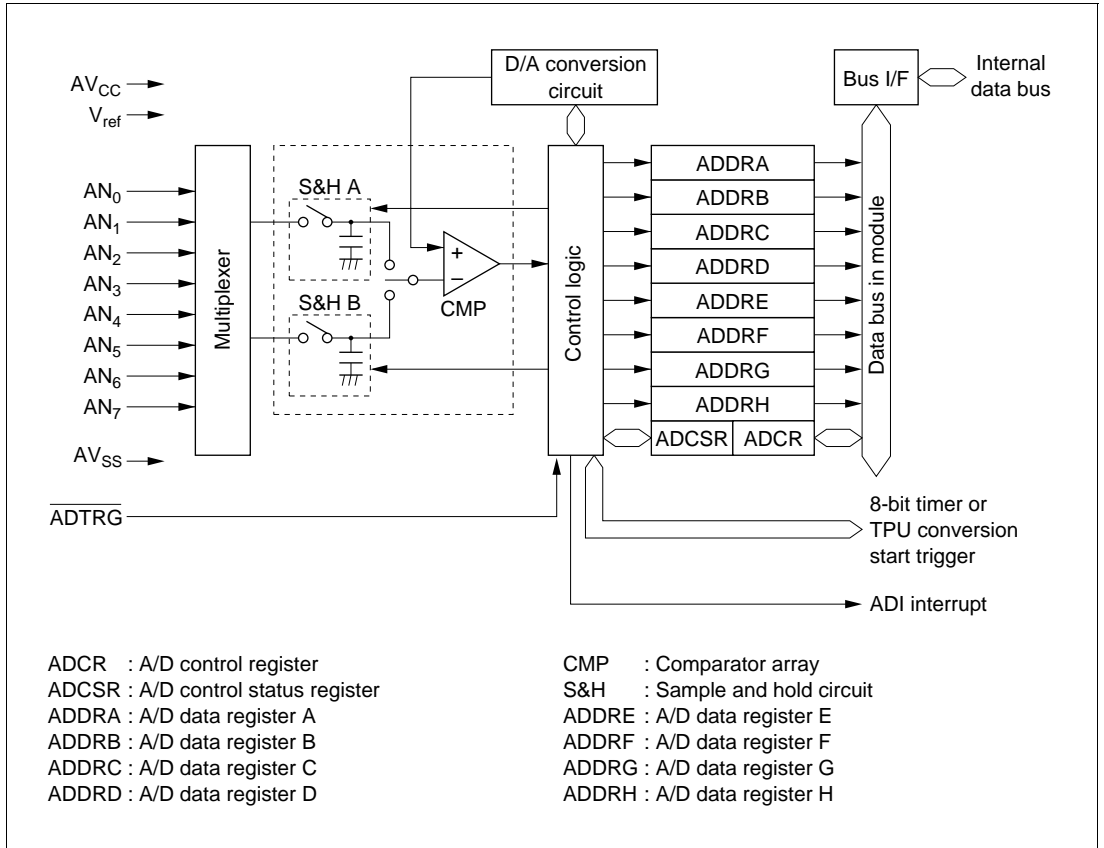 D/A conversion
circuit
Bus I/F
Internal
data bus
AVCC
Vref
AN0
AN1
AN2
AN3
AN4
AN5
AN6
AN7
AVSS
ADTRG
Multiplexer
S&H A
S&H B
+
−
CMP
Control logic
ADDRA
ADDRB
ADDRC
ADDRD
ADDRE
ADDRF
ADDRG
ADDRH
ADCSR
ADCR
Data bus in module
8-bit timer or
TPU conversion
start trigger
ADI interrupt
ADCR : A/D control register
ADCSR : A/D control status register
ADDRA : A/D data register A
ADDRB : A/D data register B
ADDRC : A/D data register C
ADDRD : A/D data register D
CMP : Comparator array
S&H : Sample and hold circuit
ADDRE : A/D data register E
ADDRF : A/D data register F
ADDRG : A/D data register G
ADDRH : A/D data register H